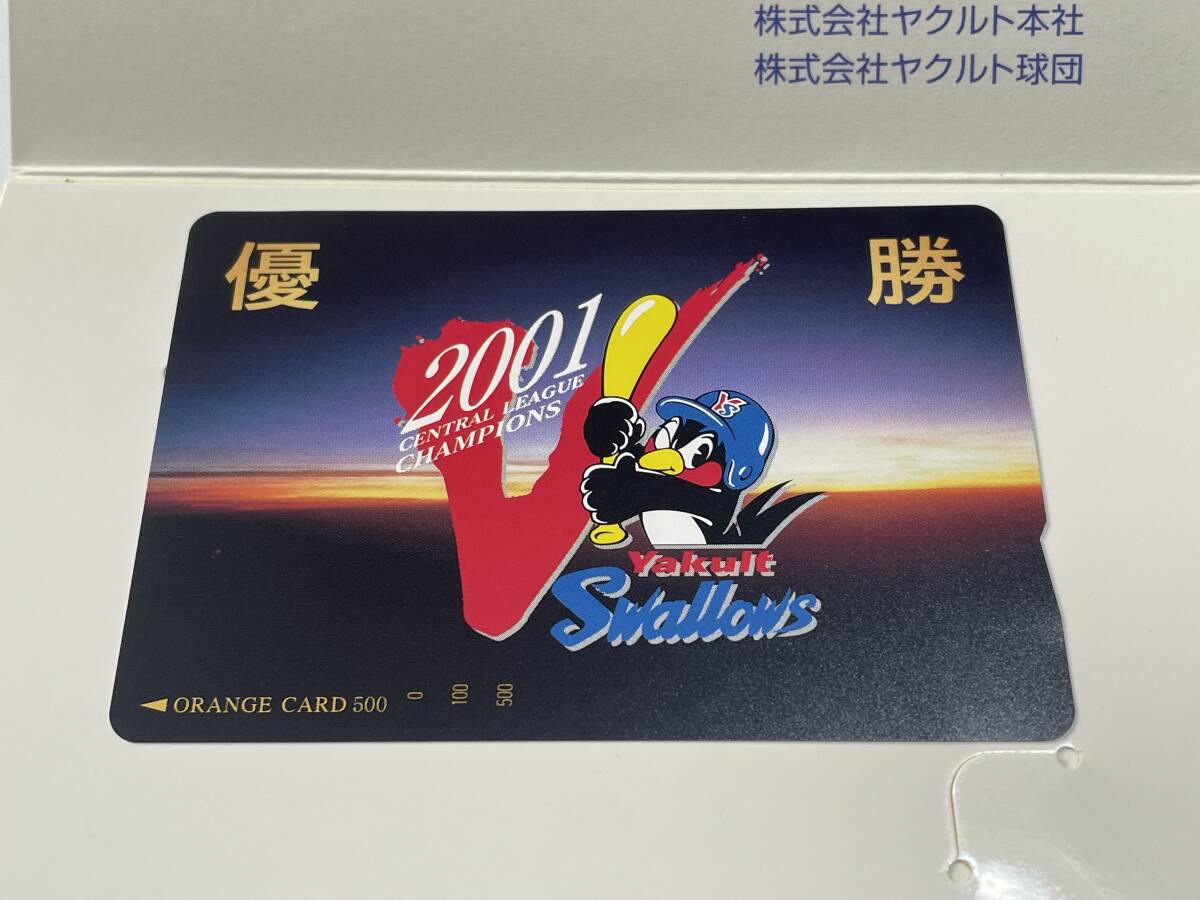 株式会社ヤクルト本社
株式会社ヤクルト球団
優 勝
2001
CENTRAL LEAGUE
CHAMPIONS
YS
Yakult
Swallows
ORANGE CARD 500 0 100 500